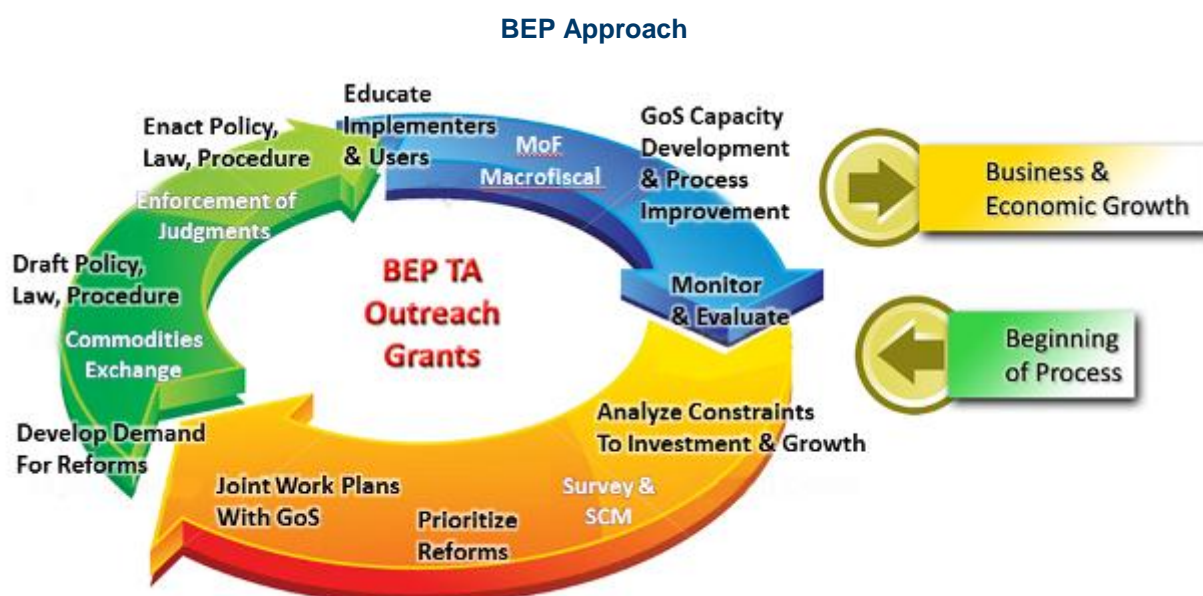 BEP Approach
Educate
Implementers
& Users
Enact Policy,
Law, Procedure
MoF
Macrofiscal
GoS Capacity
Development
& Process
Improvement
Business &
Economic Growth
Enforcement of
Judgments
Draft Policy,
Law, Procedure
BEP TA
Outreach
Grants
Monitor
& Evaluate
Commodities
Exchange
Beginning
of Process
Develop Demand
For Reforms
Analyze Constraints
To Investment & Growth
Joint Work Plans
With GoS
Prioritize
Reforms
Survey &
SCM